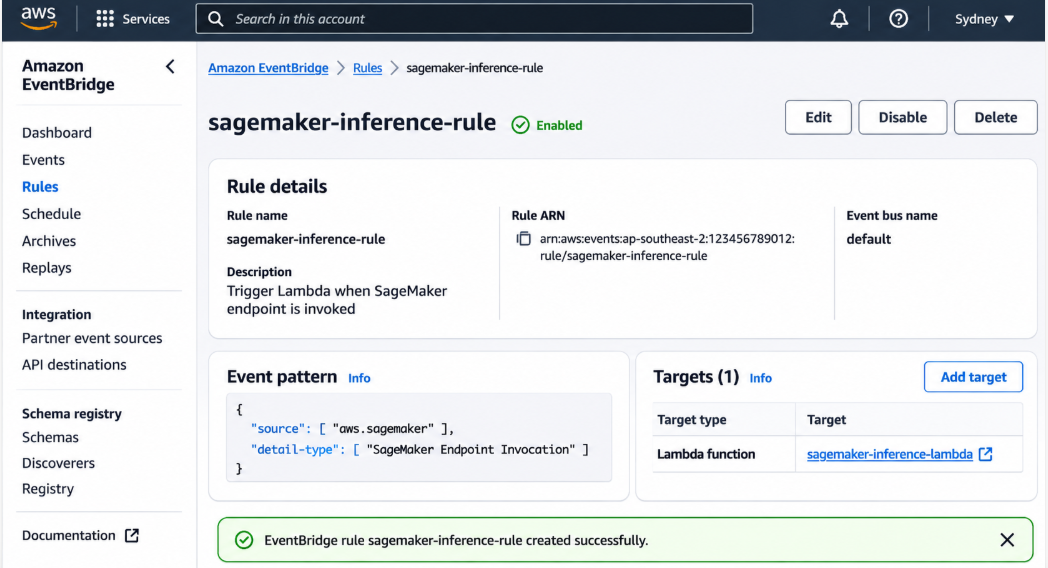 aws
Services
Search in this account
Sydney
Amazon
EventBridge
Dashboard
Events
Rules
Schedule
Archives
Replays
Integration
Partner event sources
API destinations
Schema registry
Schemas
Discoverers
Registry
Documentation
Amazon EventBridge > Rules > sagemaker-inference-rule
sagemaker-inference-rule Enabled
Edit
Disable
Delete
Rule details
Rule name
sagemaker-inference-rule
Description
Trigger Lambda when SageMaker
endpoint is invoked
Rule ARN
arn:aws:events:ap-southeast-2:123456789012:
rule/sagemaker-inference-rule
Event bus name
default
Event pattern Info
{
"source": [ "aws.sagemaker" ],
"detail-type": [ "SageMaker Endpoint Invocation" ]
}
Targets (1) Info
Add target
Target type Target
Lambda function sagemaker-inference-lambda
EventBridge rule sagemaker-inference-rule created successfully.